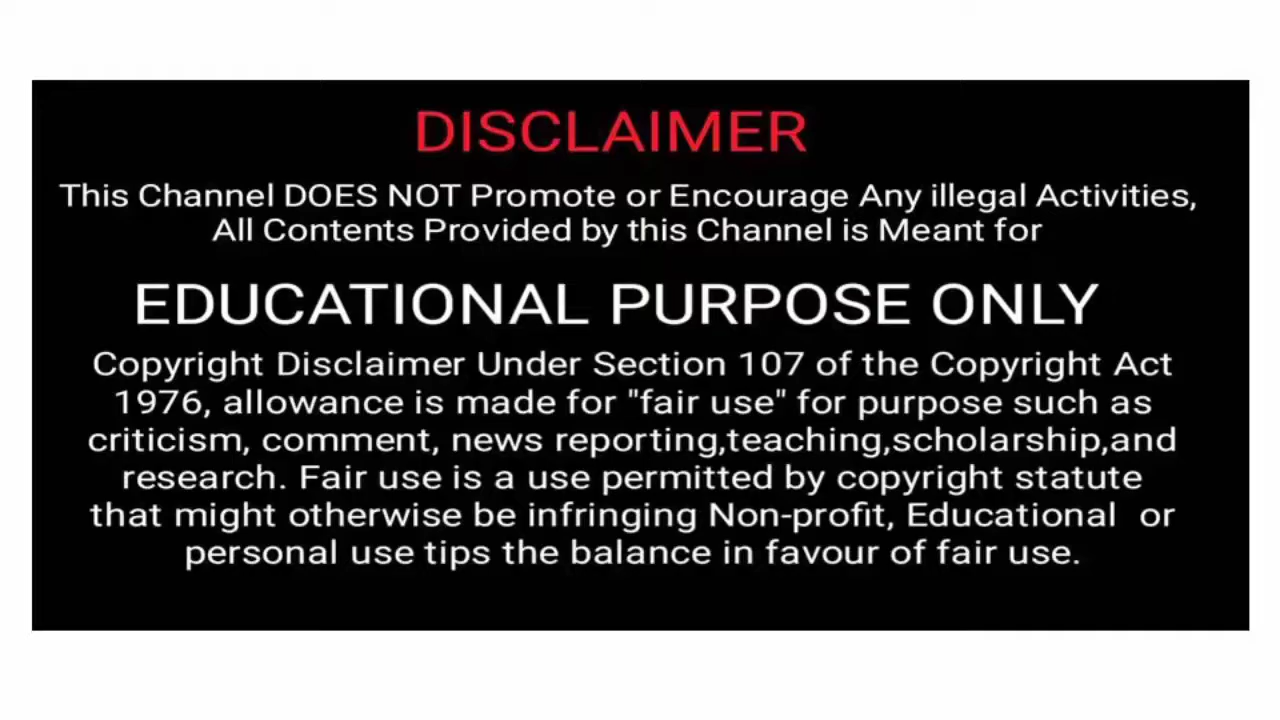 DISCLAIMER
This Channel DOES NOT Promote or Encourage Any illegal Activities,
All Contents Provided by this Channel is Meant for
EDUCATIONAL PURPOSE ONLY
Copyright Disclaimer Under Section 107 of the Copyright Act
1976, allowance is made for "fair use" for purpose such as
criticism, comment, news reporting,teaching,scholarship,and
research. Fair use is a use permitted by copyright statute
that might otherwise be infringing Non-profit, Educational  or
personal use tips the balance in favour of fair use.